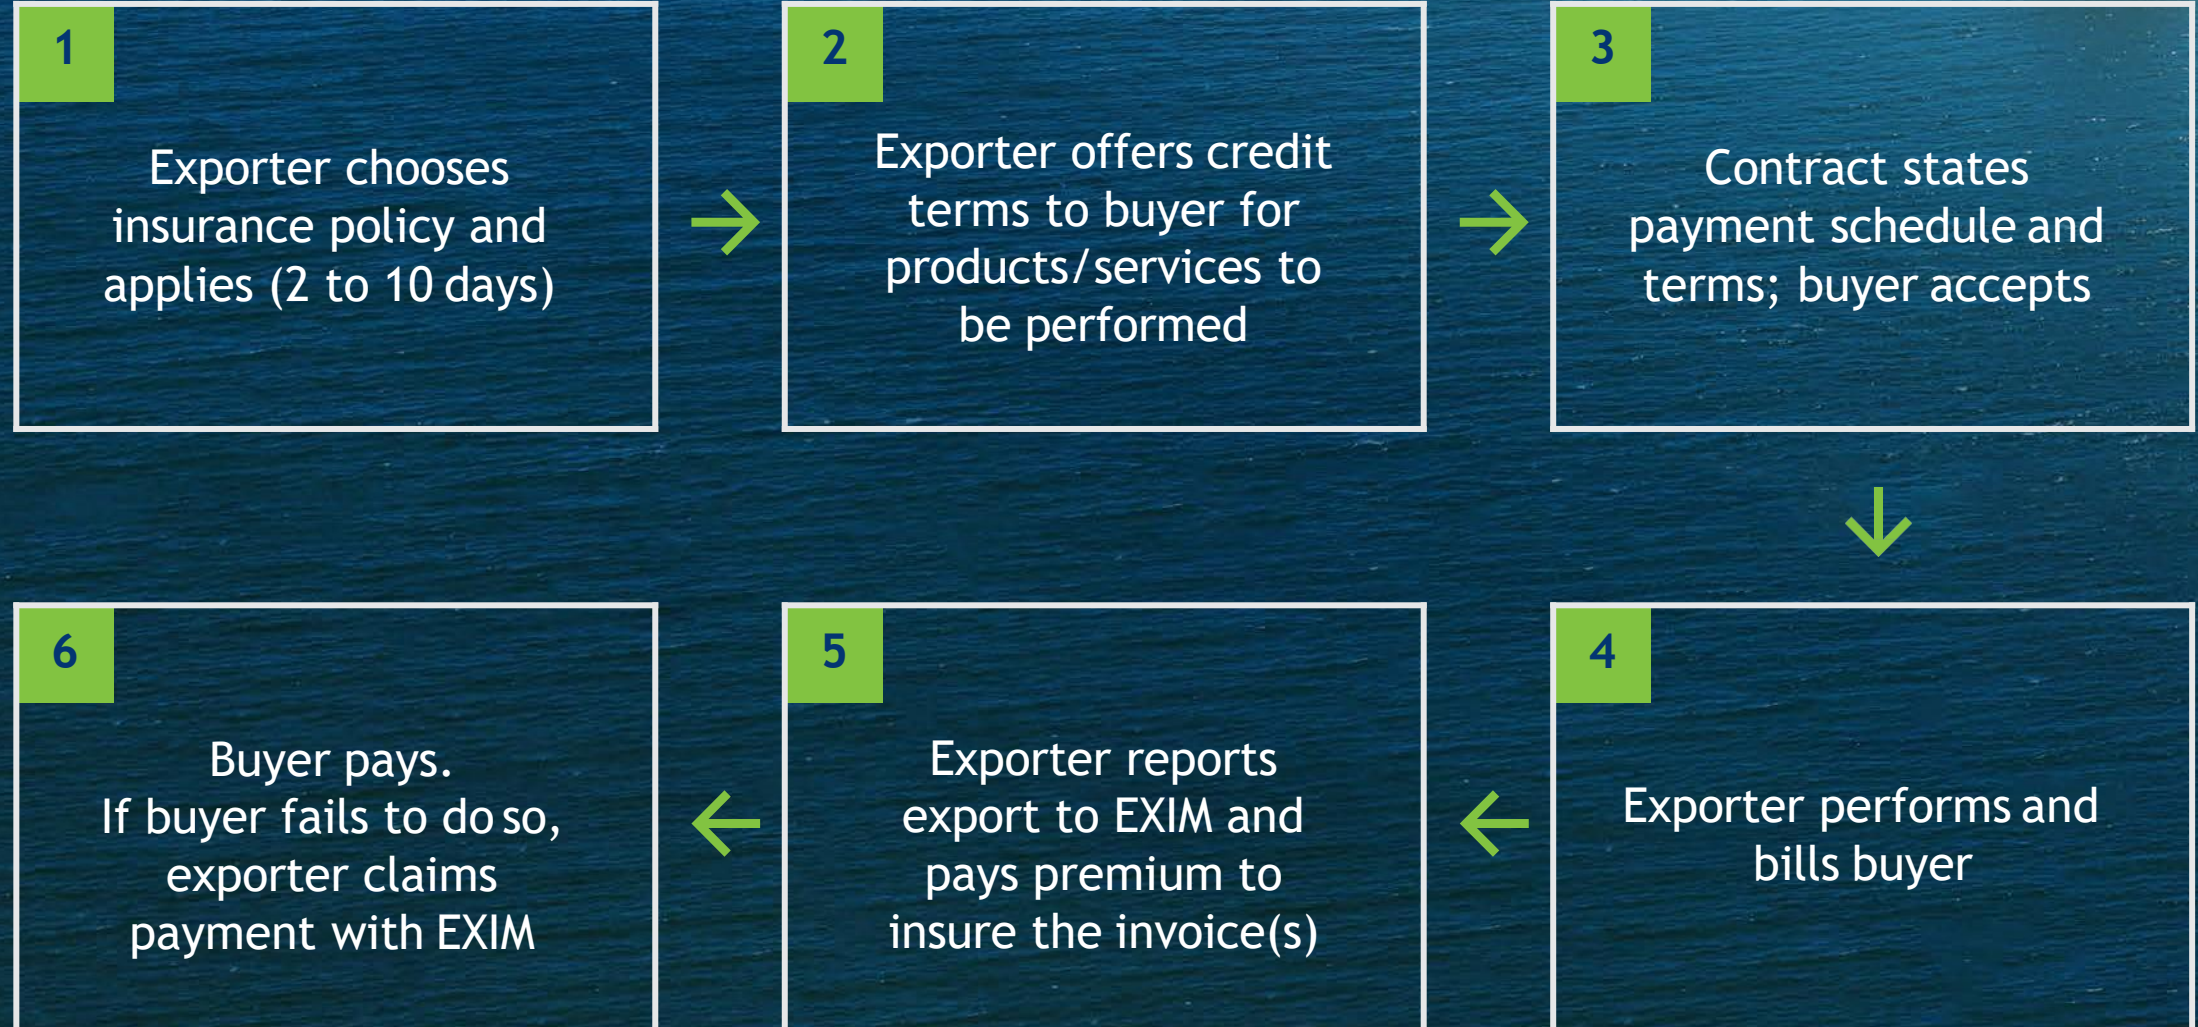 1
Exporter chooses
insurance policy and
applies (2 to 10 days)
2
Exporter offers credit
terms to buyer for
products/services to
be performed
3
Contract states
payment schedule and
terms; buyer accepts
4
Exporter performs and
bills buyer
5
Exporter reports
export to EXIM and
pays premium to
insure the invoice(s)
6
Buyer pays.
If buyer fails to do so,
exporter claims
payment with EXIM